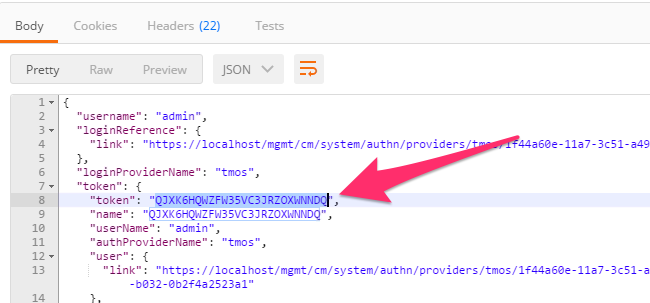 Body Cookies Headers (22) Tests
Pretty Raw Preview JSON
1 {
2 "username": "admin",
3 "loginReference": {
4 "link": "https://localhost/mgmt/cm/system/authn/providers/tmos/1f44a60e-11a7-3c51-a49
5 },
6 "loginProviderName": "tmos",
7 "token": {
8 "token": "QJXK6HQWZFW35VC3JRZOXWNNDQ",
9 "name": "QJXK6HQWZFW35VC3JRZOXWNNDQ",
10 "userName": "admin",
11 "authProviderName": "tmos",
12 "user": {
13 "link": "https://localhost/mgmt/cm/system/authn/providers/tmos/1f44a60e-11a7-3c51-a
-b032-0b2f4a2523a1"
14 },